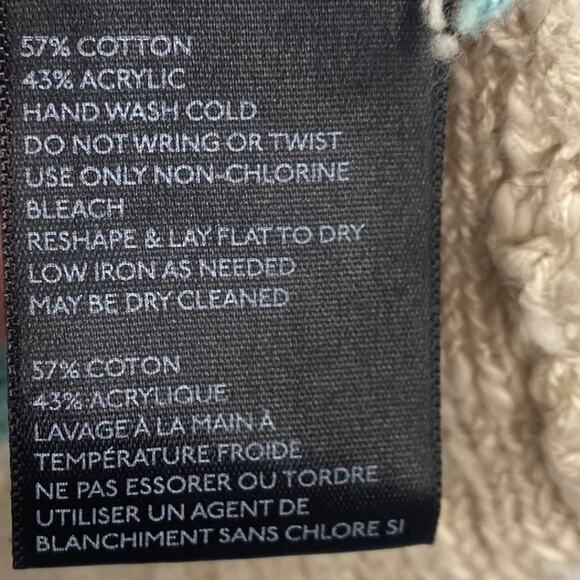 57% COTTON
43% ACRYLIC
HAND WASH COLD
DO NOT WRING OR TWIST
USE ONLY NON-CHLORINE
BLEACH
RESHAPE & LAY FLAT TO DRY
LOW IRON AS NEEDED
MAY BE DRY CLEANED
57% COTON
43% ACRYLIQUE
LAVAGE À LA MAIN À
TEMPÉRATURE FROIDE
NE PAS ESSORER OU TORDRE
UTILISER UN AGENT DE
BLANCHIMENT SANS CHLORE SI